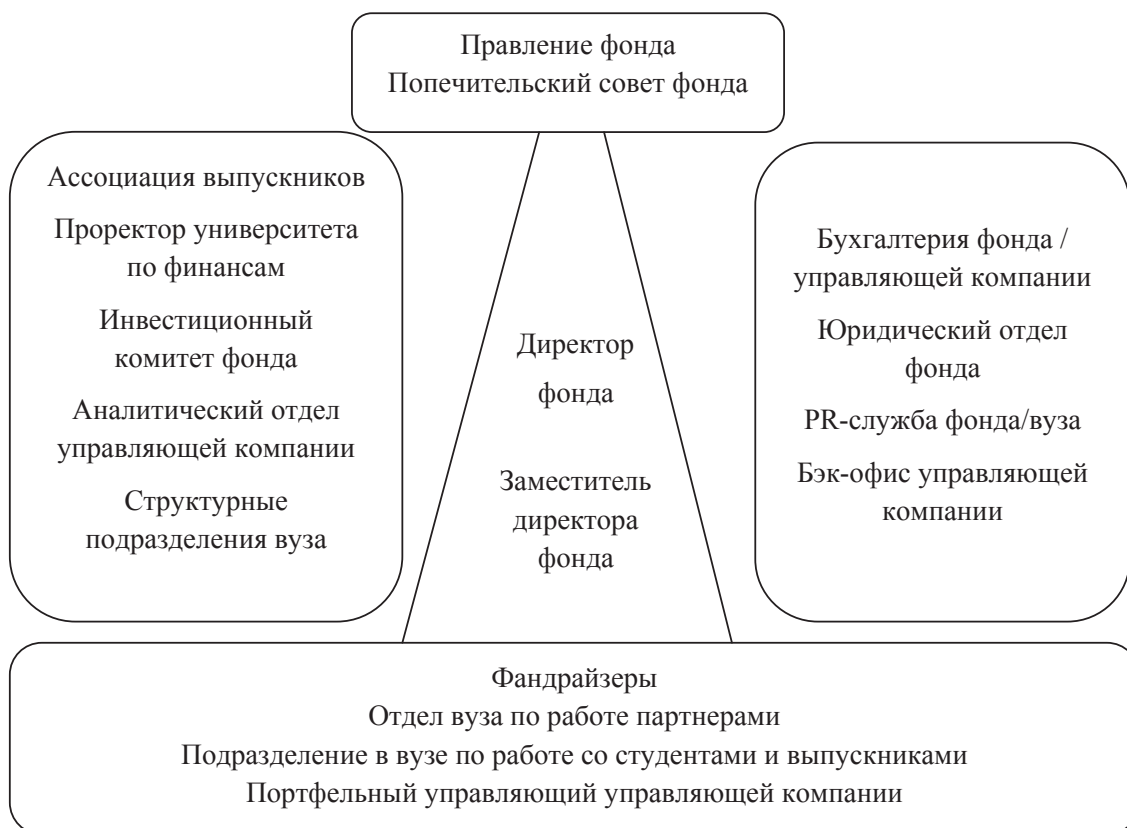 Правление фонда
Попечительский совет фонда
Ассоциация выпускников
Проректор университета
по финансам
Инвестиционный
комитет фонда
Аналитический отдел
управляющей компании
Структурные
подразделения вуза
Директор
фонда
Заместитель
директора
фонда
Бухгалтерия фонда /
управляющей компании
Юридический отдел
фонда
PR-служба фонда/вуза
Бэк-офис управляющей
компании
Фандрайзеры
Отдел вуза по работе партнерами
Подразделение в вузе по работе со студентами и выпускниками
Портфельный управляющий управляющей компании